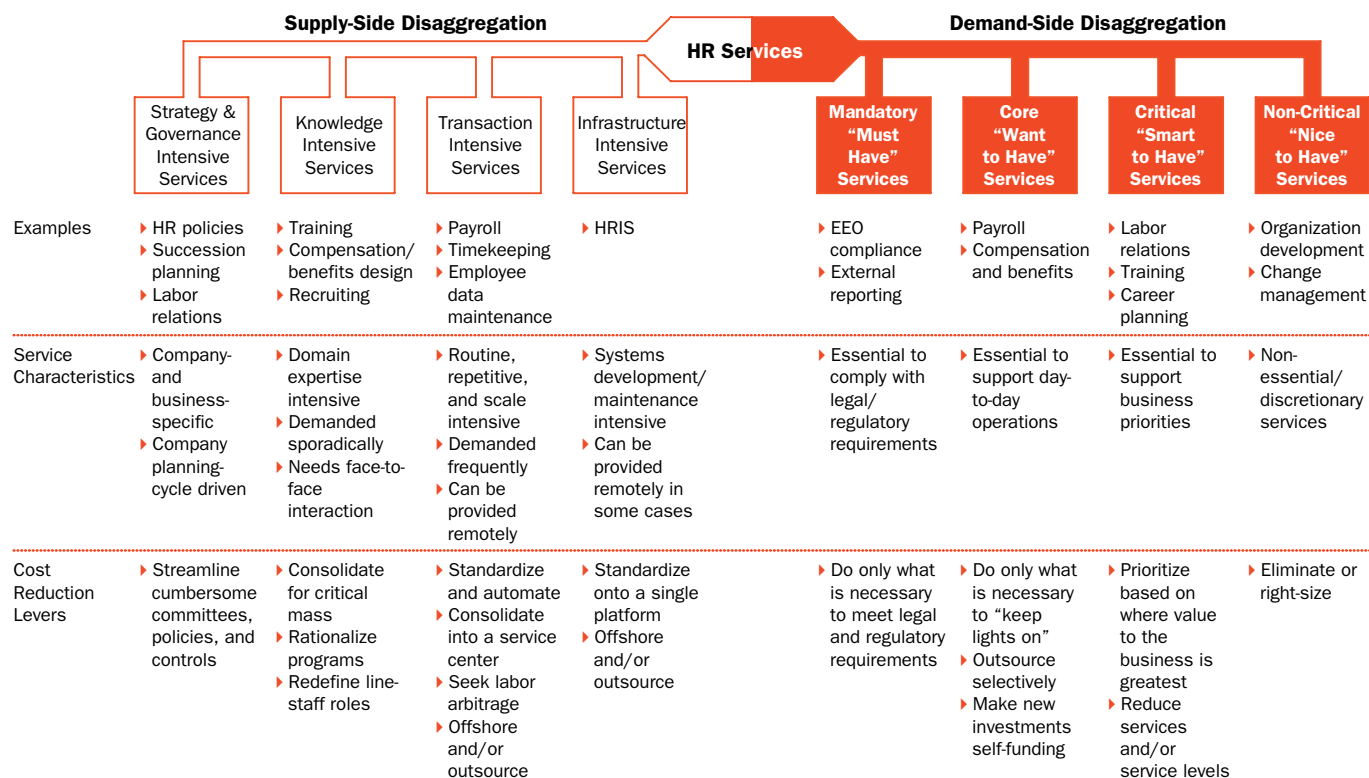 Supply-Side Disaggregation
HR Services
Demand-Side Disaggregation
Strategy &
Governance
Intensive
Services
Knowledge
Intensive
Services
Transaction
Intensive
Services
Infrastructure
Intensive
Services
Mandatory
“Must
Have”
Services
Core
“Want
to Have”
Services
Critical
“Smart
to Have”
Services
Non-Critical
“Nice
to Have”
Services
Examples
HR policies
Succession
planning
Labor
relations
Training
Compensation/
benefits design
Recruiting
Payroll
Timekeeping
Employee
data
maintenance
HRIS
EEO
compliance
External
reporting
Payroll
Compensation
and benefits
Labor
relations
Training
Career
planning
Organization
development
Change
management
Service
Characteristics
Company-
and
business-
specific
Company
planning-
cycle driven
Domain
expertise
intensive
Demanded
sporadically
Needs face-to-
face
interaction
Routine,
repetitive,
and scale
intensive
Demanded
frequently
Can be
provided
remotely
Systems
development/
maintenance
intensive
Can be
provided
remotely in
some cases
Essential to
comply with
legal/
regulatory
requirements
Essential to
support day-
to-day
operations
Essential to
support
business
priorities
Non-
essential/
discretionary
services
Cost
Reduction
Levers
Streamline
cumbersome
committees,
policies, and
controls
Consolidate
for critical
mass
Rationalize
programs
Redefine line-
staff roles
Standardize
and automate
Consolidate
into a service
center
Seek labor
arbitrage
Offshore
and/or
outsource
Standardize
onto a single
platform
Offshore
and/or
outsource
Do only what
is necessary
to meet legal
and regulatory
requirements
Do only what
is necessary
to “keep
lights on”
Outsource
selectively
Make new
investments
self-funding
Prioritize
based on
where value
to the
business is
greatest
Reduce
services
and/or
service levels
Eliminate or
right-size